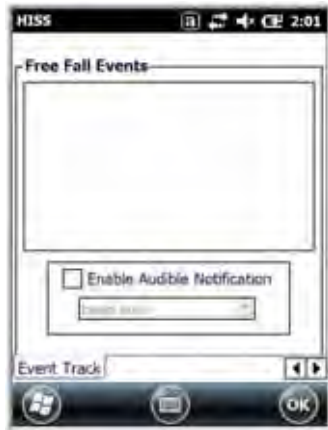 HISS 2:01
Free Fall Events
Enable Audible Notification
Event Track
OK